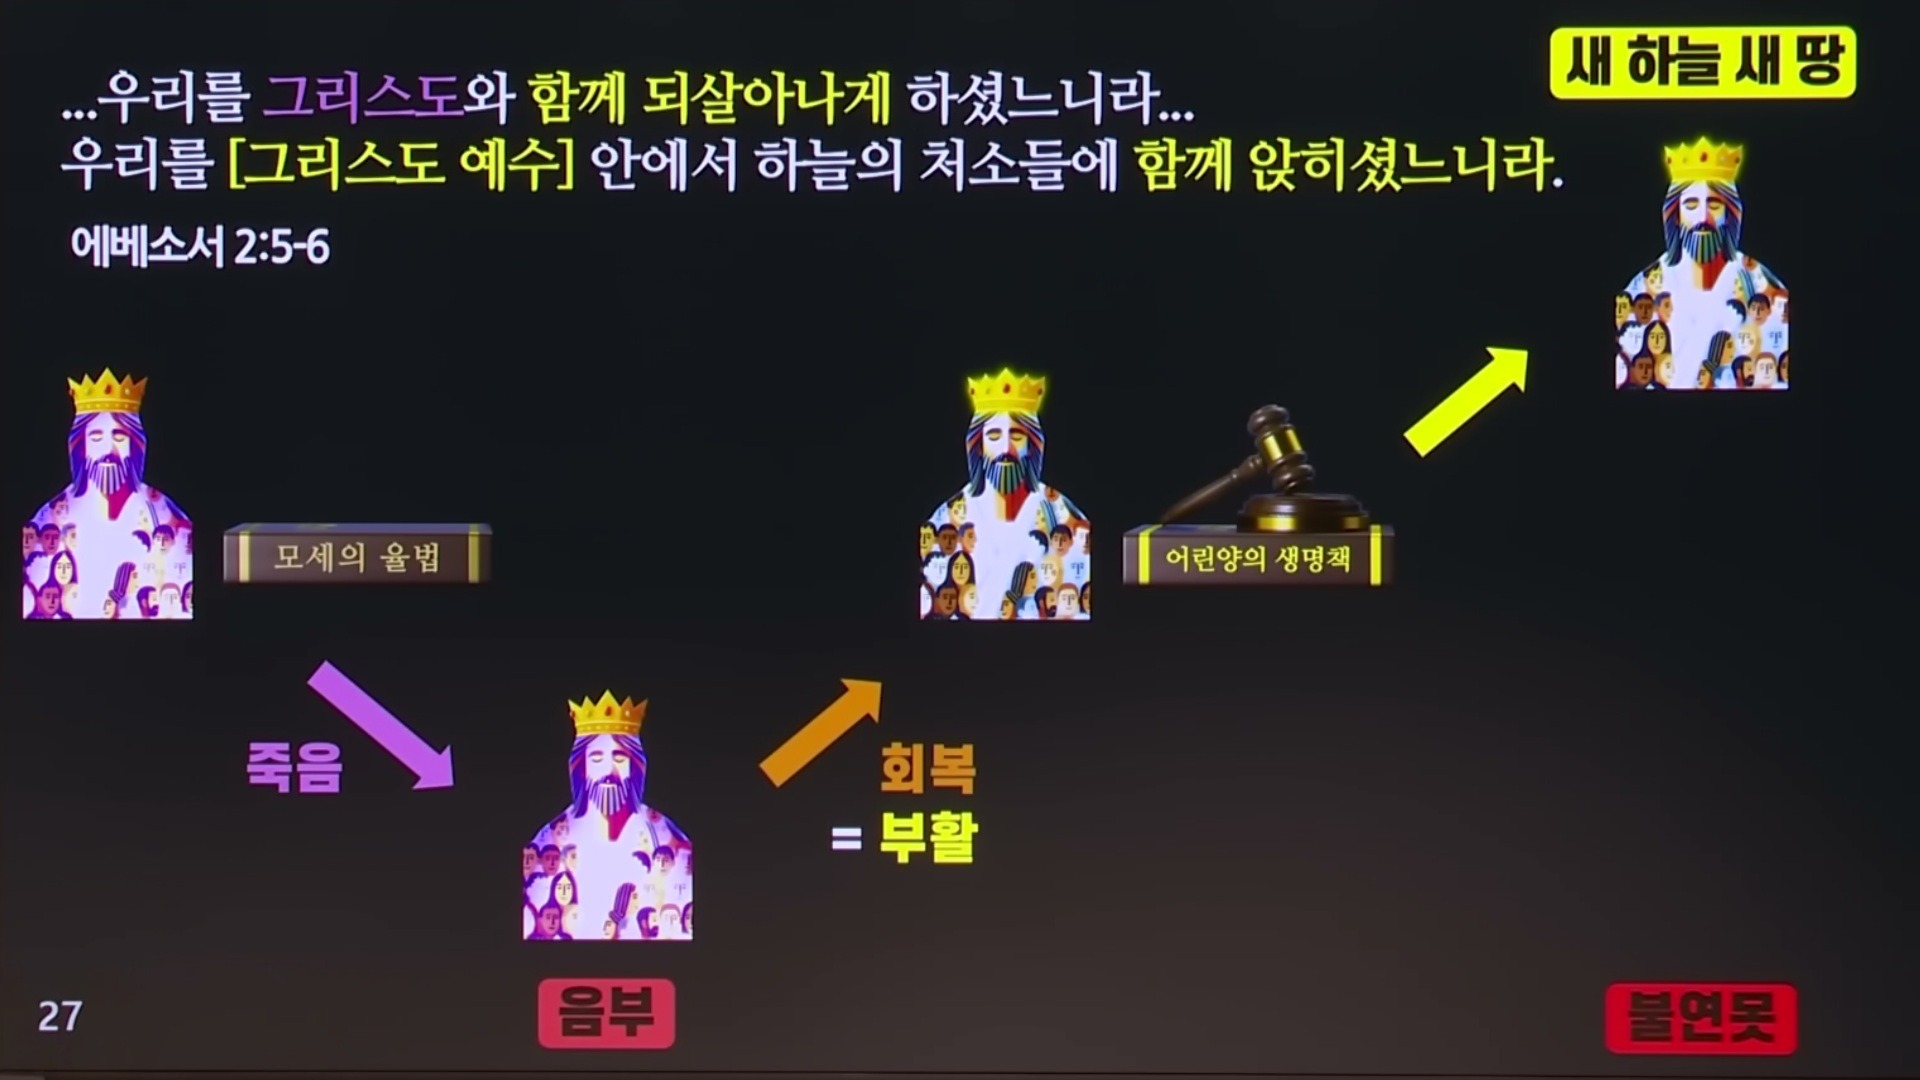 새 하늘 새 땅
...우리를 그리스도와 함께 되살아나게 하셨느니라...
우리를 [그리스도 예수] 안에서 하늘의 처소들에 함께 앉히셨느니라.
에베소서 2:5-6
모세의 율법
어린양의 생명책
죽음
회복
= 부활
음부
불연못
27